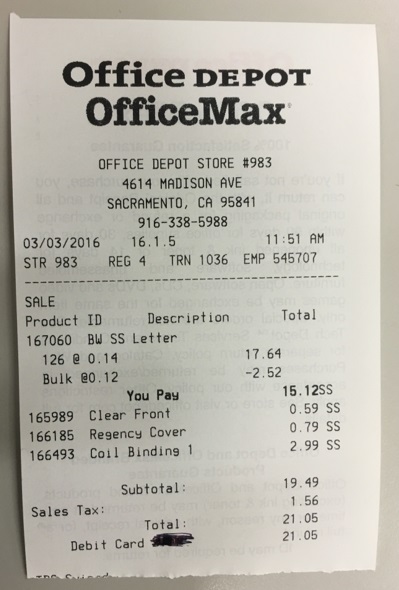 Office DEPOT
OfficeMax
OFFICE DEPOT STORE #983
4614 MADISON AVE
SACRAMENTO, CA 95841
916-338-5988
03/03/2016 16.1.5 11:51 AM
STR 983 REG 4 TRN 1036 EMP 545707
SALE
Product ID Description Total
167060 BW SS Letter
126 @ 0.14 17.64
Bulk @0.12 -2.52
You Pay 15.12SS
165989 Clear Front 0.59 SS
166185 Regency Cover 0.79 SS
166493 Coil Binding 1 2.99 SS
Subtotal: 19.49
Sales Tax: 1.56
Total: 21.05
Debit Card 21.05